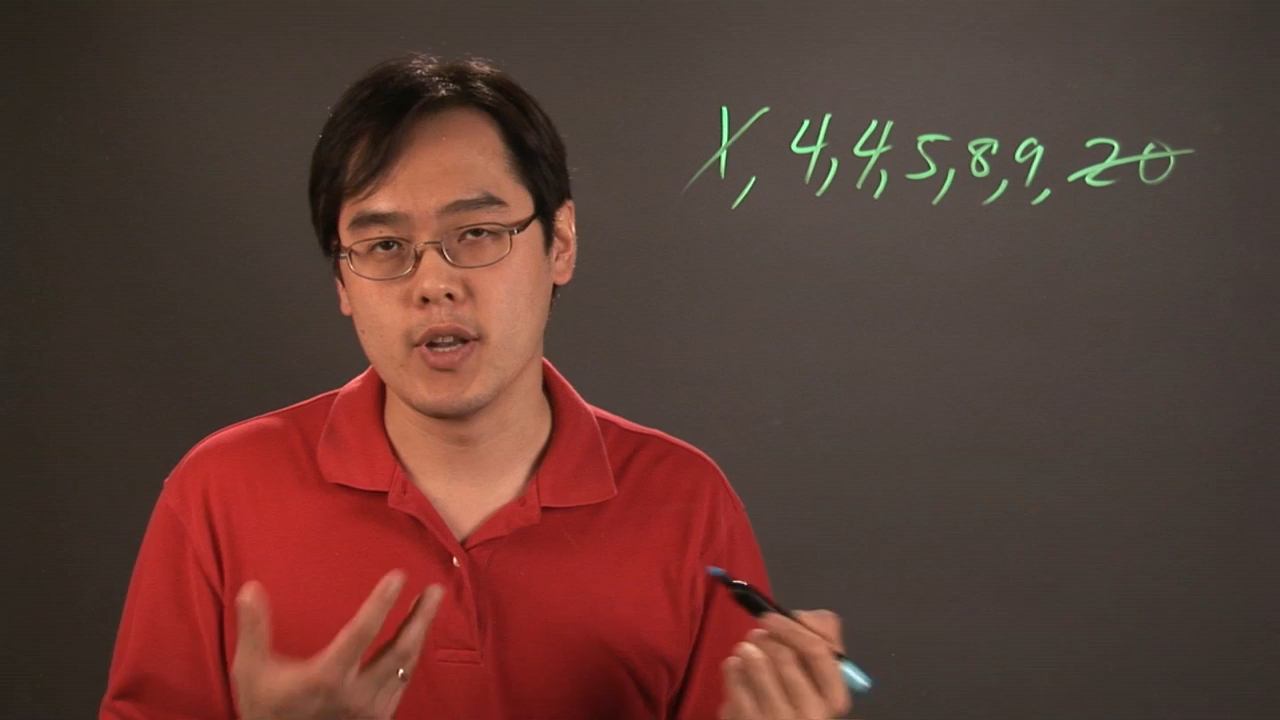 1, 4, 4, 5, 8, 9, 20